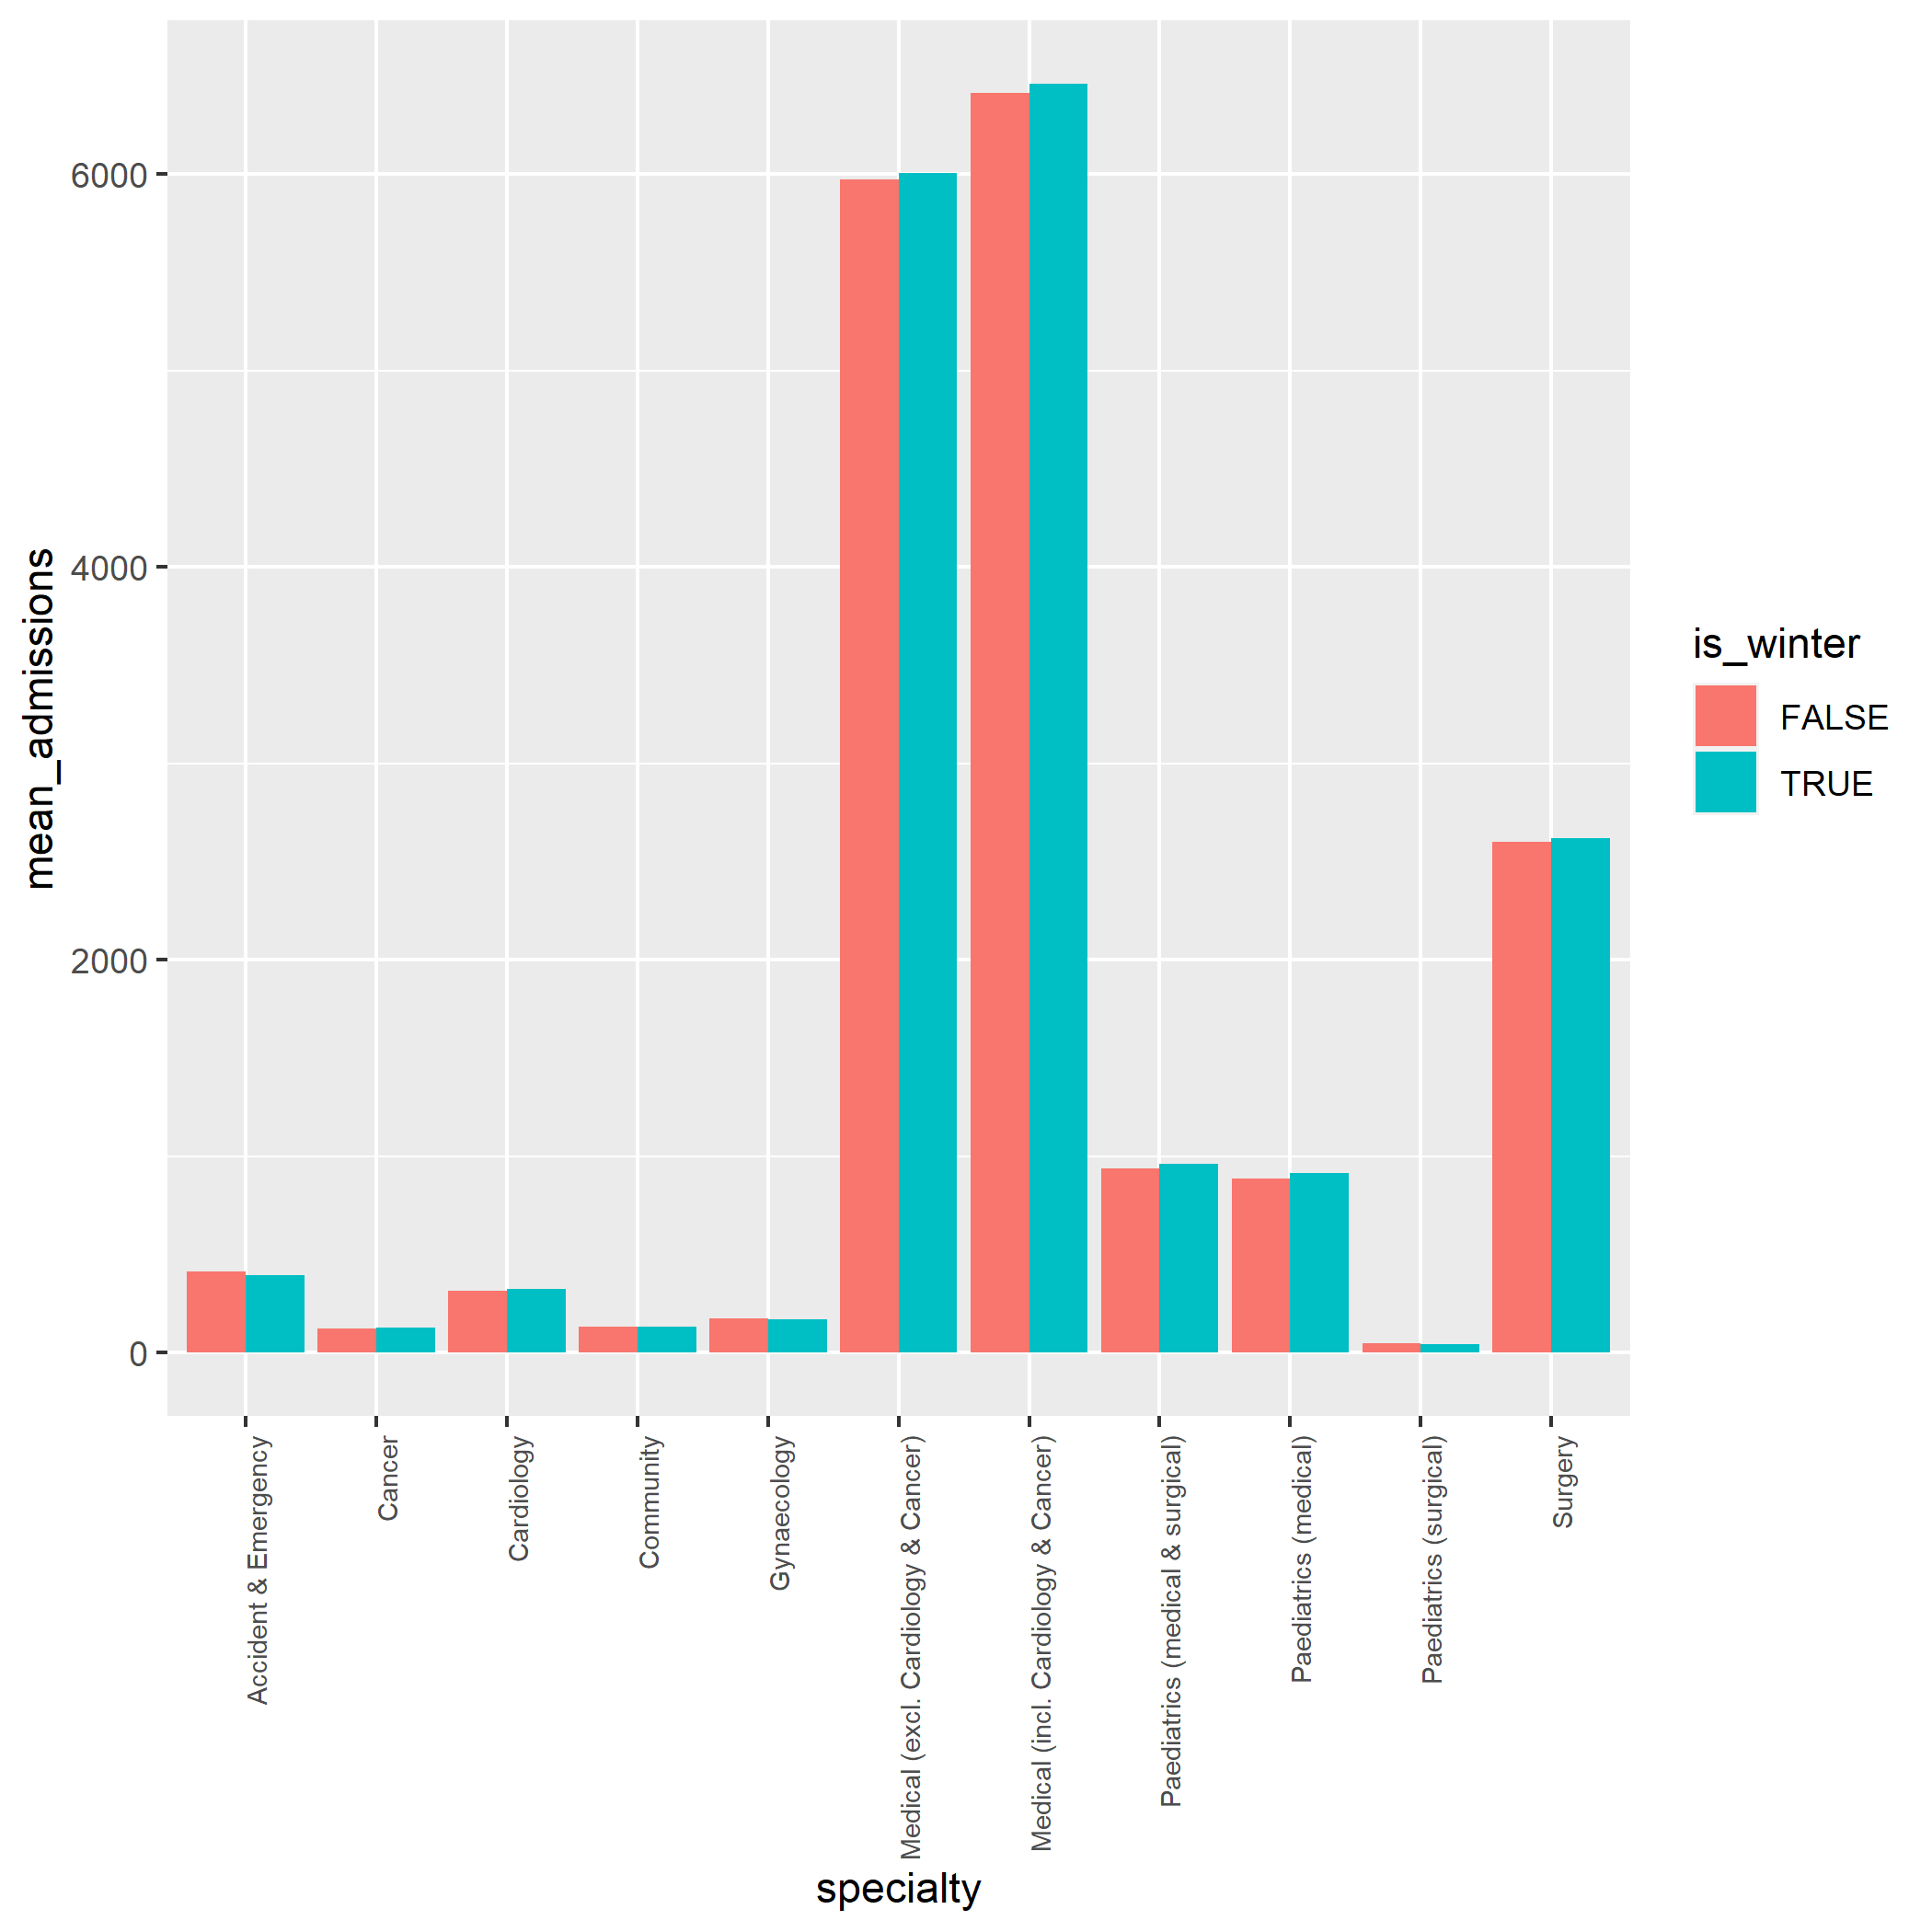 mean_admissions
6000
4000
2000
0
Accident & Emergency
Cancer
Cardiology
Community
Gynaecology
Medical (excl. Cardiology & Cancer)
Medical (incl. Cardiology & Cancer)
Paediatrics (medical & surgical)
Paediatrics (medical)
Paediatrics (surgical)
Surgery
specialty
is_winter
FALSE
TRUE